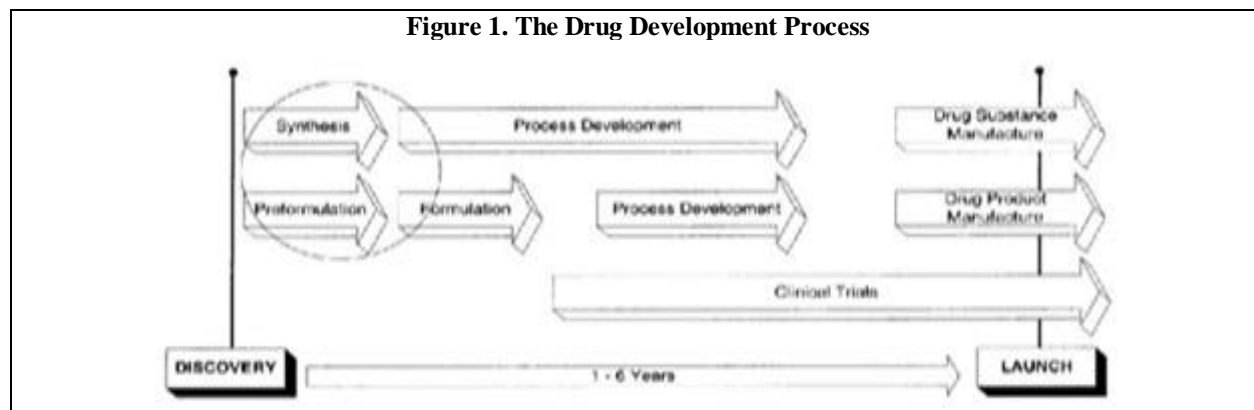 Figure 1. The Drug Development Process
Synthesis
Process Development
Drug Substance
Manufacture
Preformulation
Formulation
Process Development
Drug Product
Manufacture
Clinical Trials
DISCOVERY
1 - 6 Years
LAUNCH